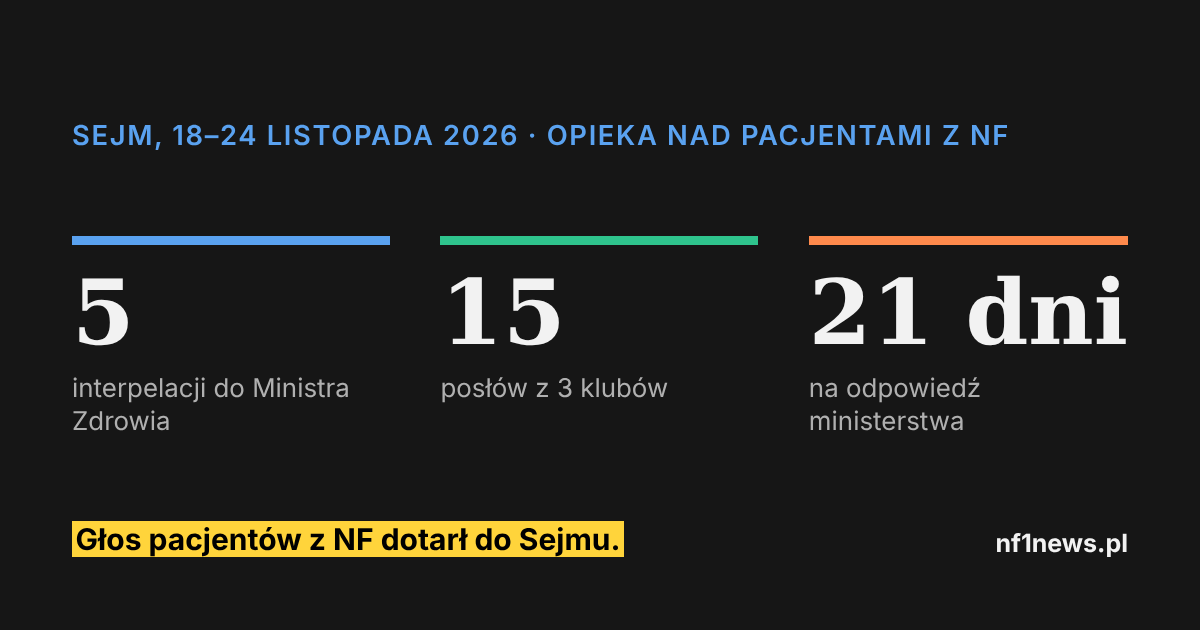 SEJM, 18–24 LISTOPADA 2026 · OPIEKA NAD PACJENTAMI Z NF
5
interpelacji do Ministra
Zdrowia
15
posłów z 3 klubów
21 dni
na odpowiedź
ministerstwa
Głos pacjentów z NF dotarł do Sejmu.
nf1news.pl